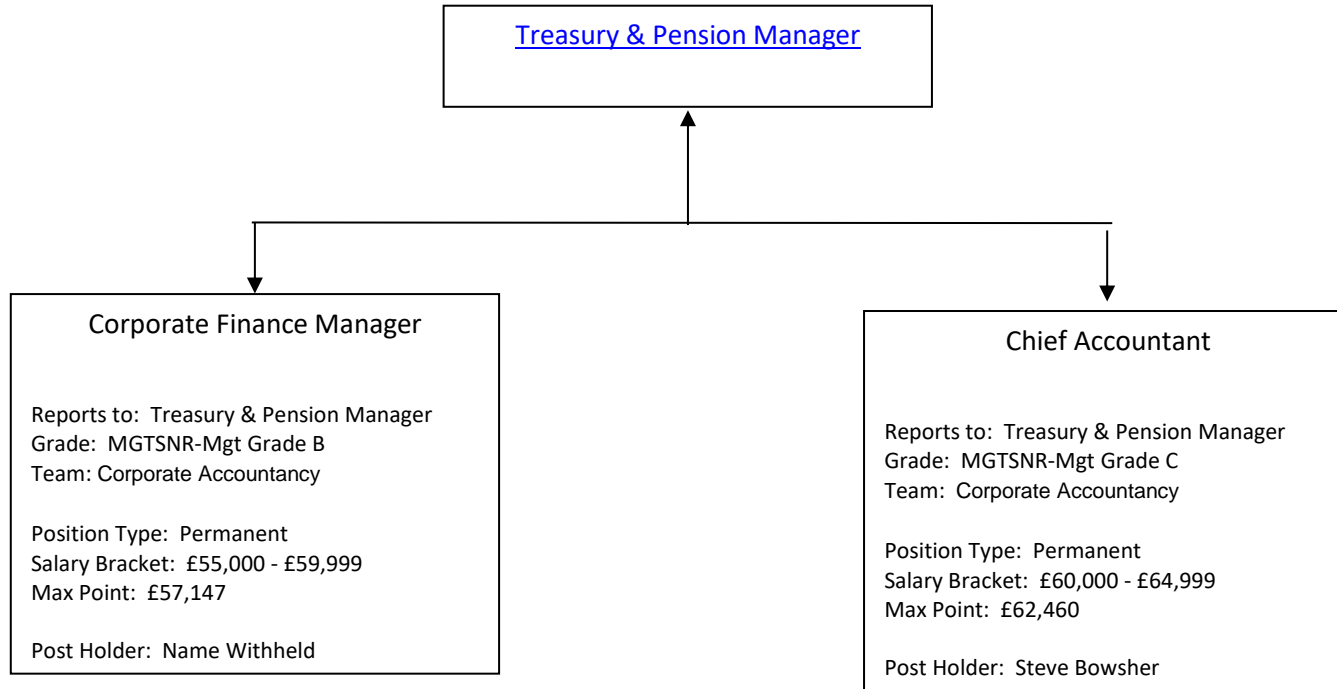 Treasury & Pension Manager
Corporate Finance Manager
Reports to: Treasury & Pension Manager
Grade: MGTSNR-Mgt Grade B
Team: Corporate Accountancy
Position Type: Permanent
Salary Bracket: £55,000 - £59,999
Max Point: £57,147
Post Holder: Name Withheld
Chief Accountant
Reports to: Treasury & Pension Manager
Grade: MGTSNR-Mgt Grade C
Team: Corporate Accountancy
Position Type: Permanent
Salary Bracket: £60,000 - £64,999
Max Point: £62,460
Post Holder: Steve Bowsher